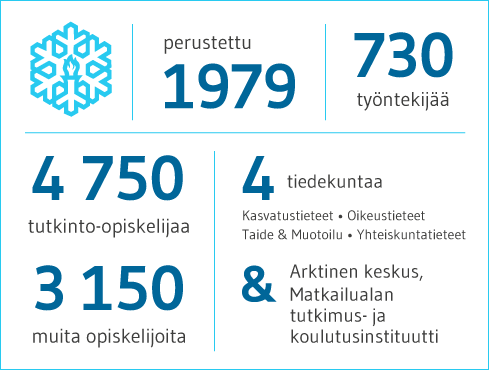 perustettu
1979
730
työntekijää
4 750
tutkinto-opiskelijaa
3 150
muita opiskelijoita
4 tiedekuntaa
Kasvatustieteet • Oikeustieteet
Taide & Muotoilu • Yhteiskuntatieteet
& Arktinen keskus,
Matkailualan
tutkimus- ja
koulutusinstituutti